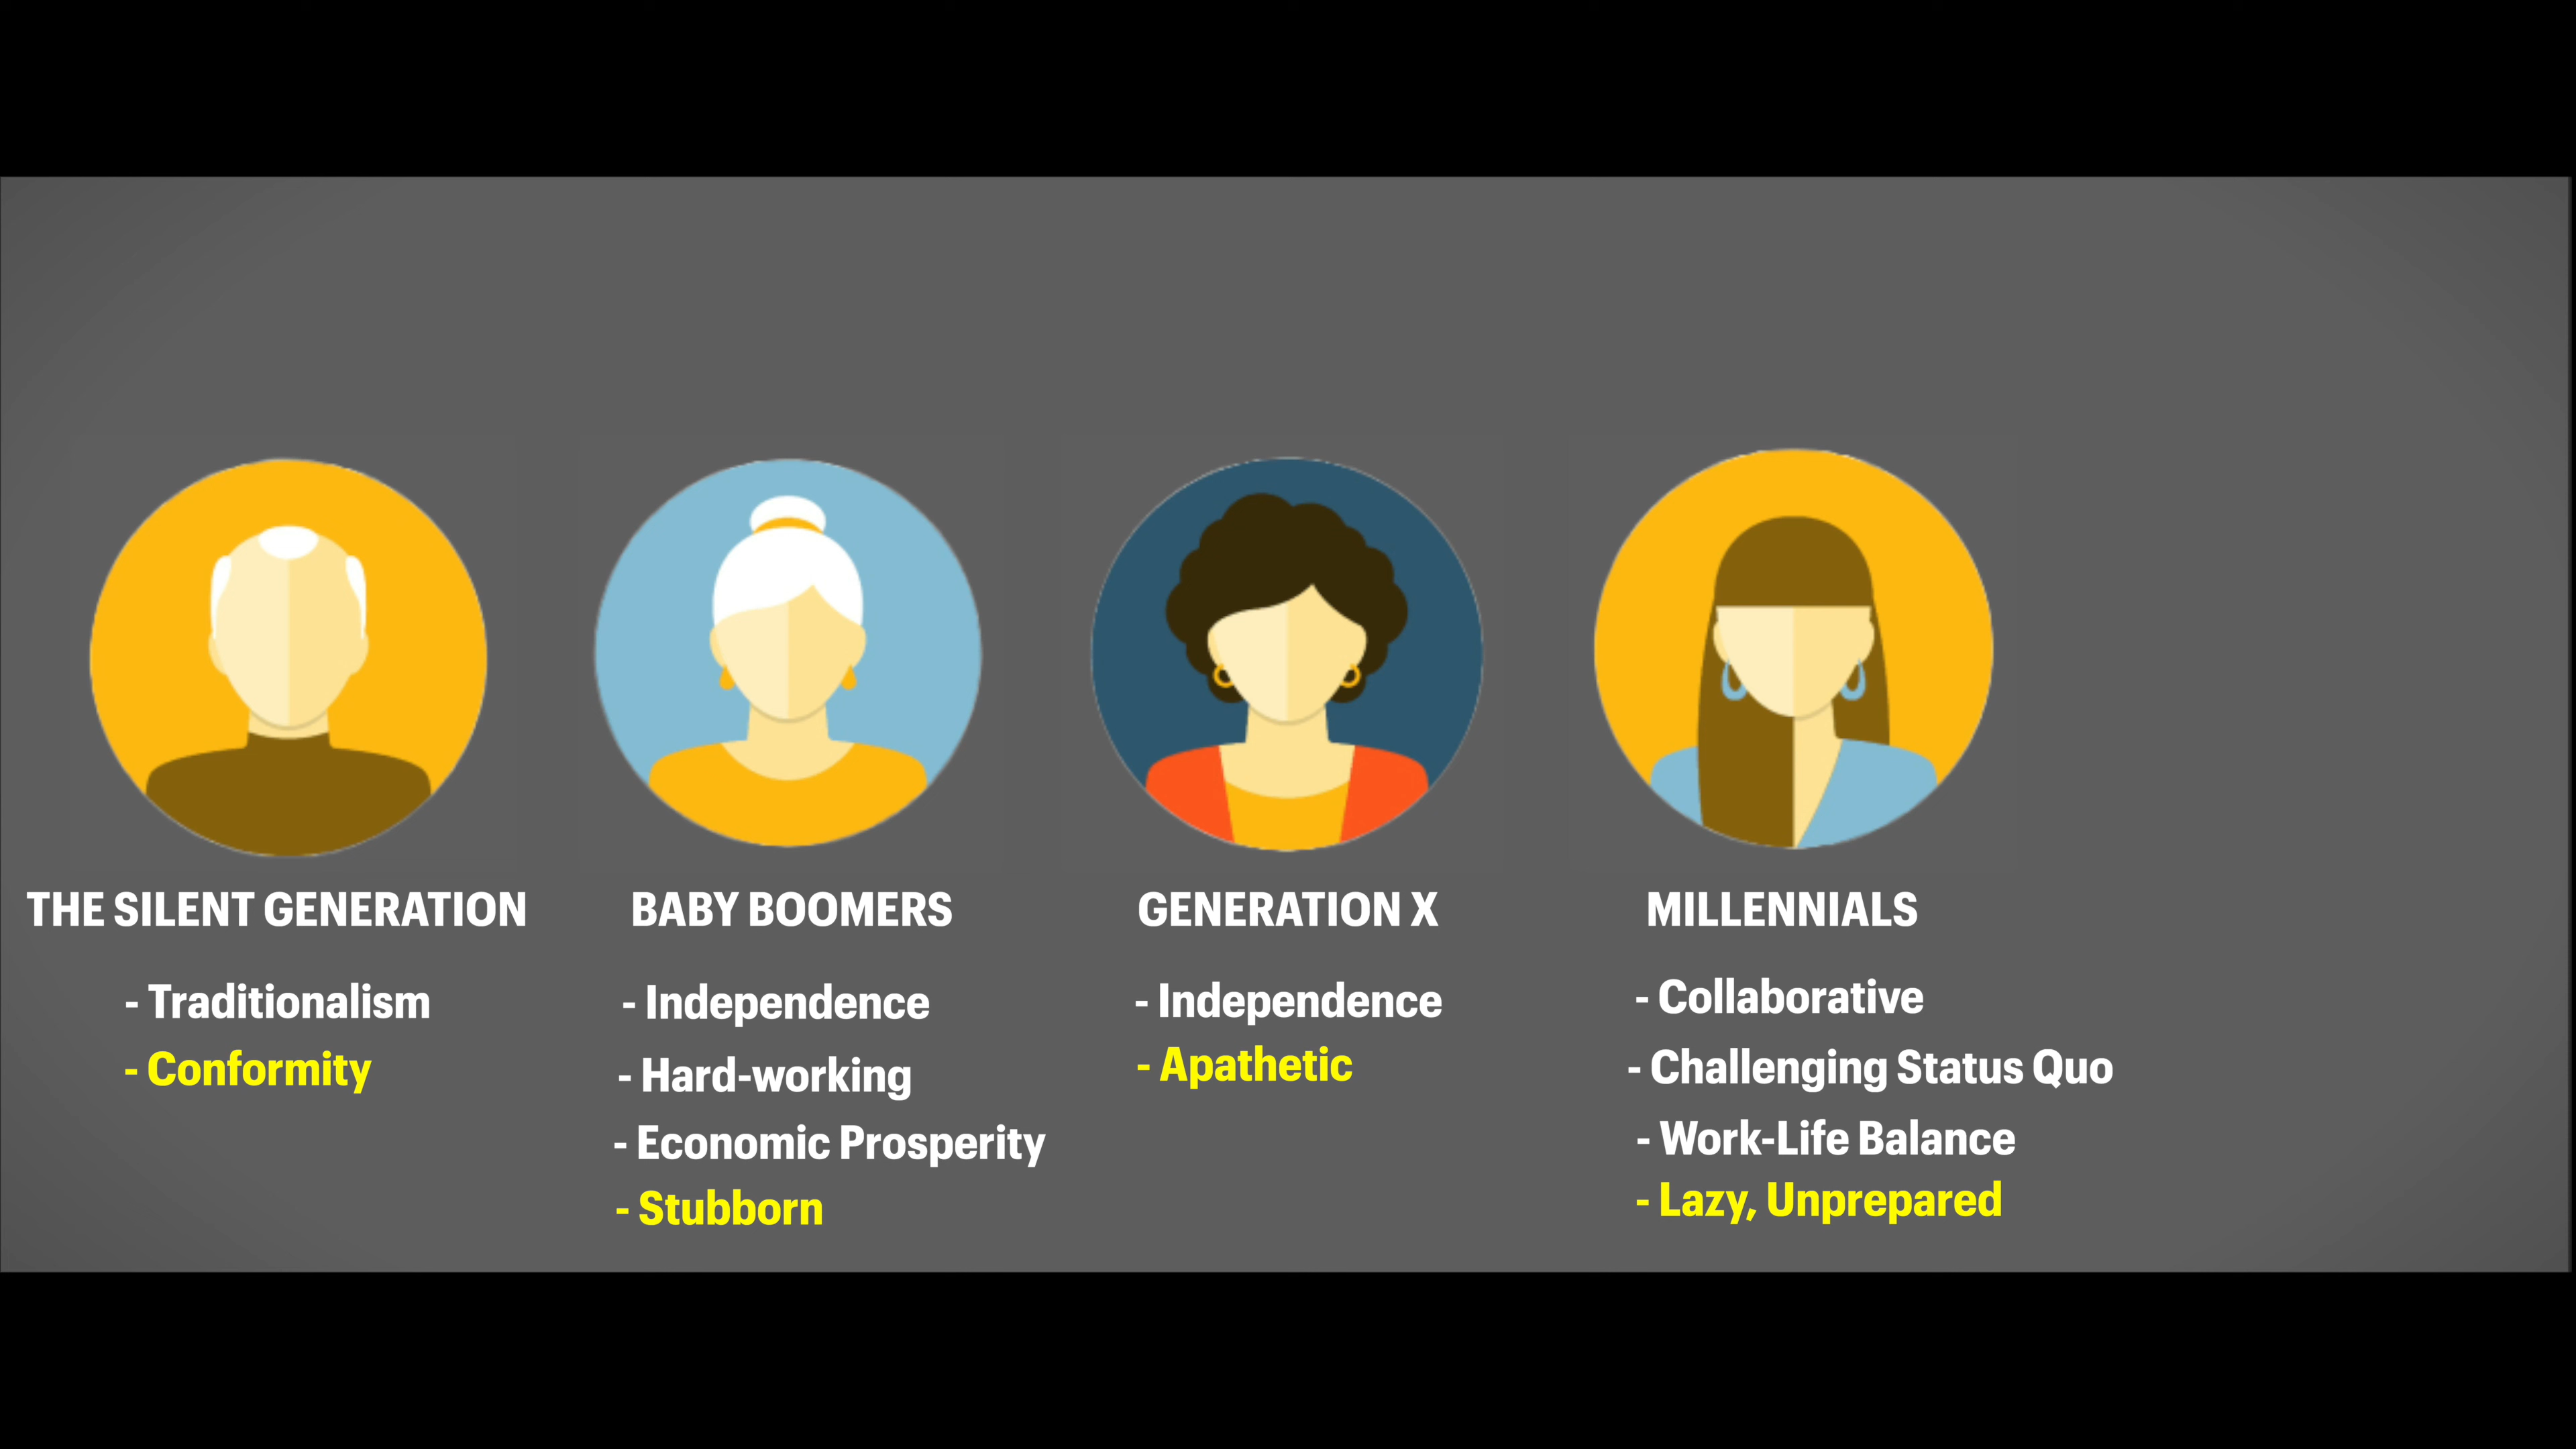 THE SILENT GENERATION
- Traditionalism
- Conformity
BABY BOOMERS
- Independence
- Hard-working
- Economic Prosperity
- Stubborn
GENERATION X
- Independence
- Apathetic
MILLENNIALS
- Collaborative
- Challenging Status Quo
- Work-Life Balance
- Lazy, Unprepared